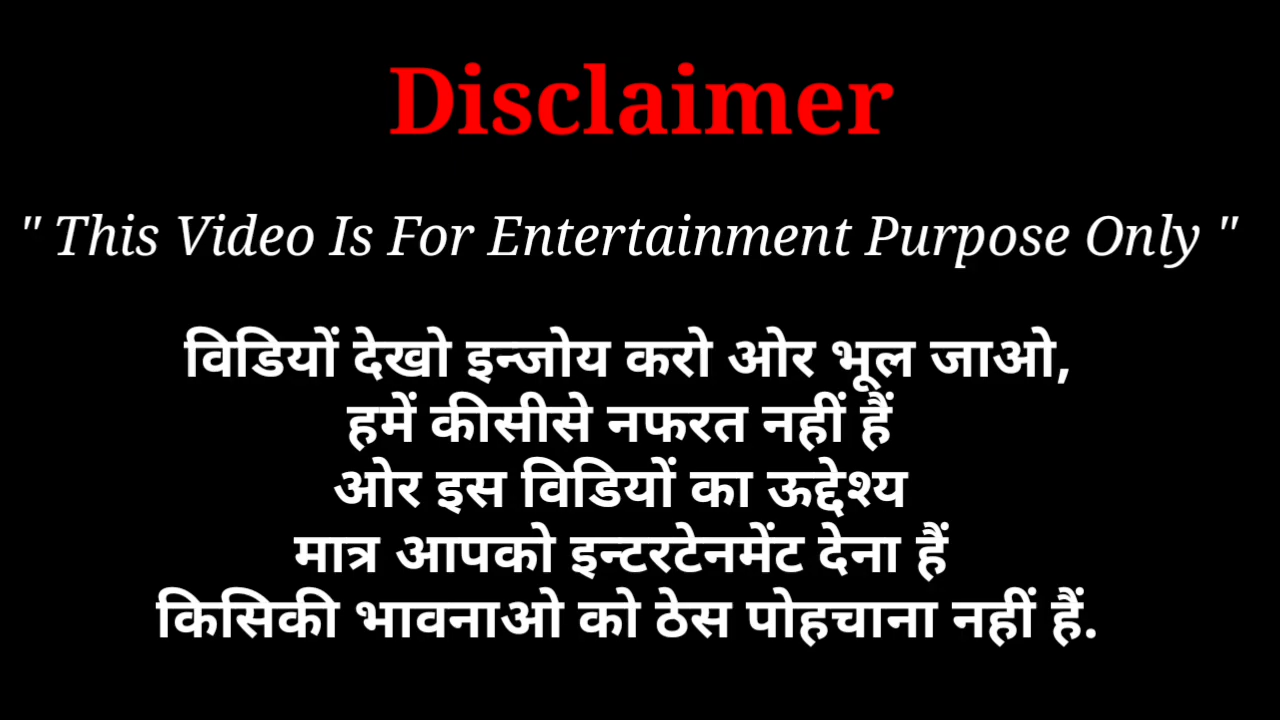 Disclaimer
" This Video Is For Entertainment Purpose Only "
विडियों देखो इन्जोय करो ओर भूल जाओ,
हमें कीसीसे नफरत नहीं हैं
ओर इस विडियों का ऊद्देश्य
मात्र आपको इन्टरटेनमेंट देना हैं
किसिकी भावनाओ को ठेस पोहचाना नहीं हैं.